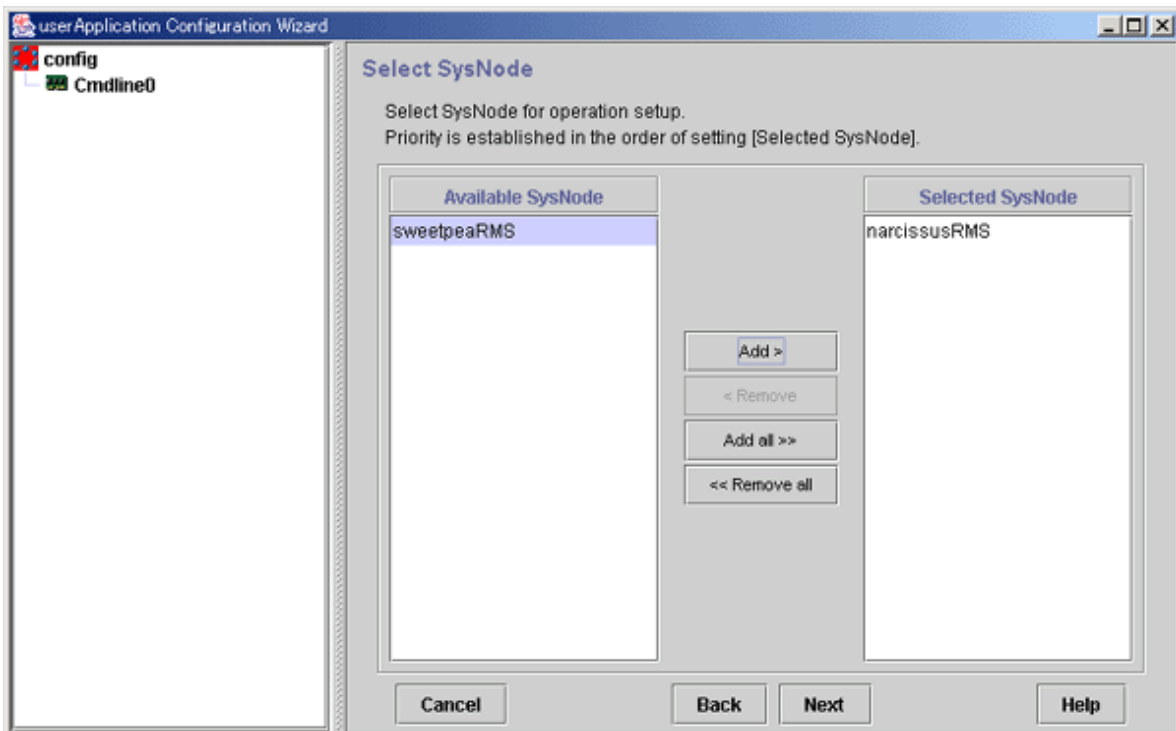 userApplication Configuration Wizard
config
Cmdline0
Select SysNode
Select SysNode for operation setup.
Priority is established in the order of setting [Selected SysNode].
Available SysNode
Selected SysNode
sweetpeaRMS
narcissusRMS
Add >
< Remove
Add all >>
<< Remove all
Cancel
Back
Next
Help